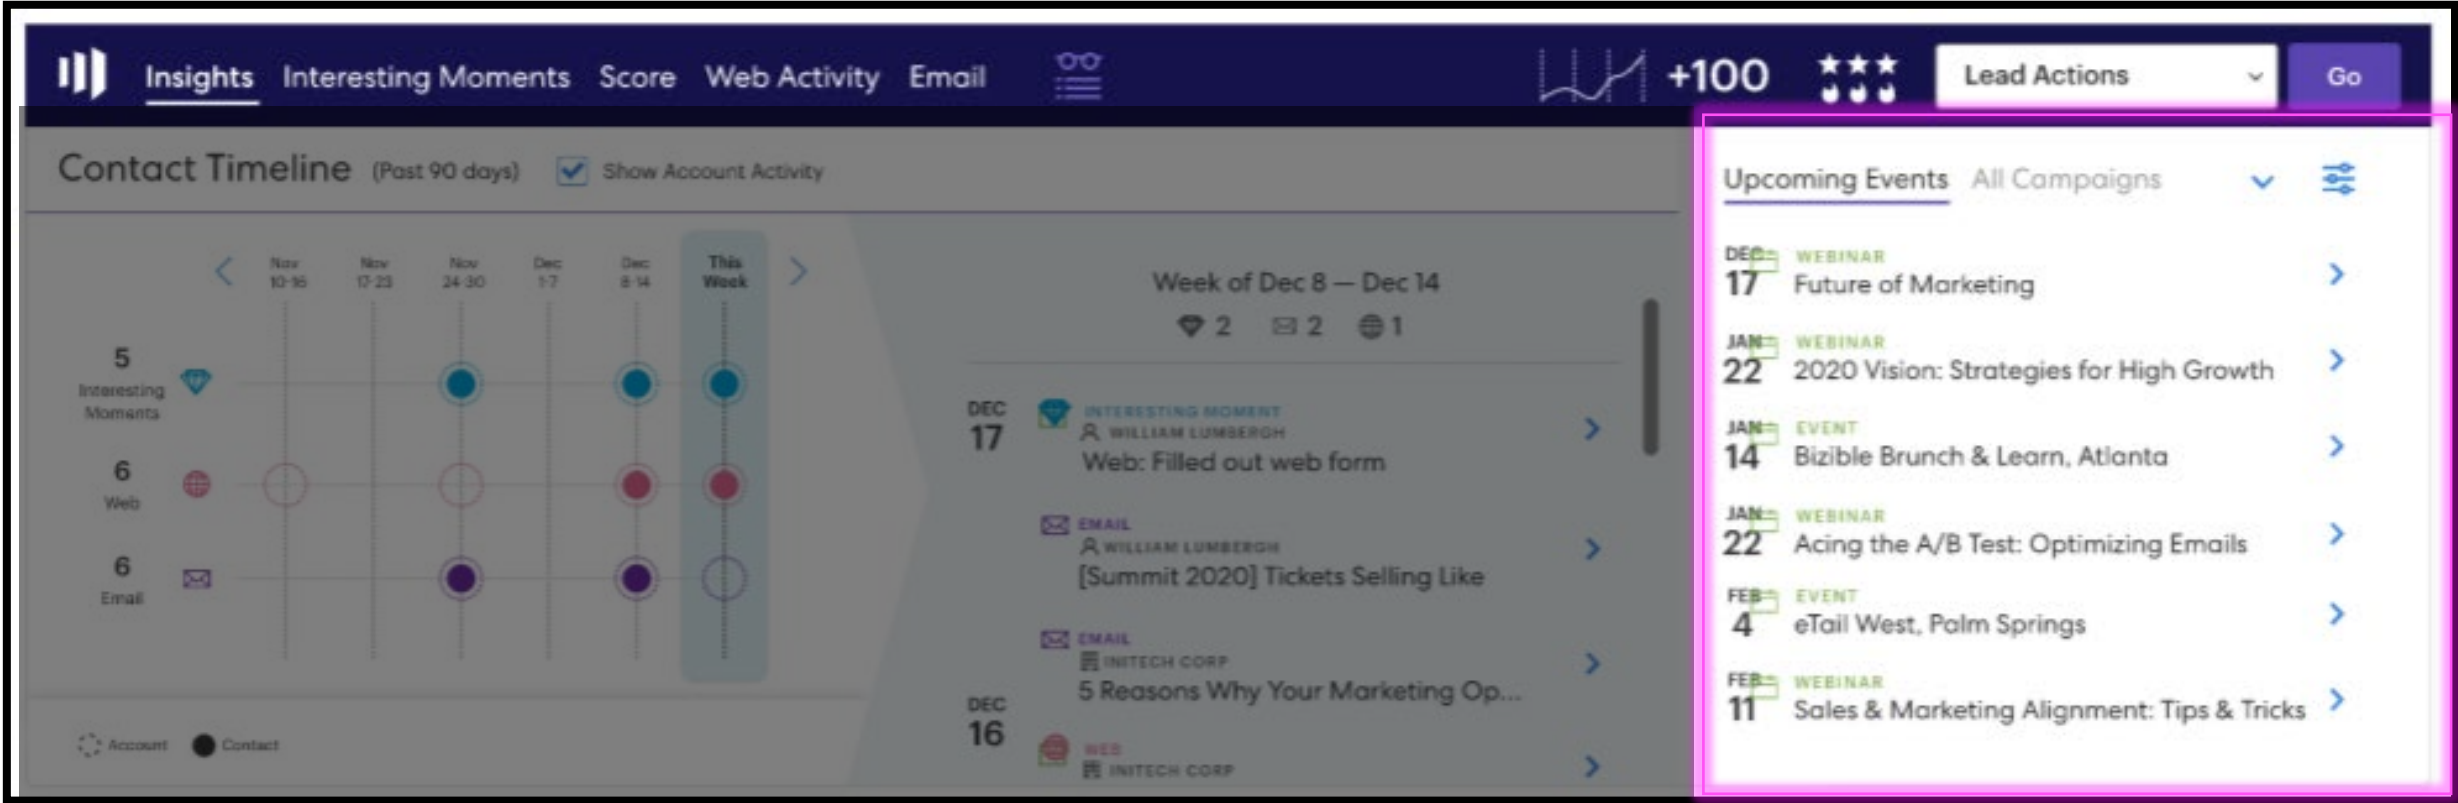 Insights Interesting Moments Score Web Activity Email +100 Lead Actions Go
Contact Timeline (Past 90 days) Show Account Activity
Nov 10-16
Nov 17-23
Nov 24-30
Dec 1-7
Dec 8-14
This Week
5
Interesting
Moments
6
Web
6
Email
Account Contact
Week of Dec 8 — Dec 14
2 2 1
DEC
17
INTERESTING MOMENT
WILLIAM LUMBERGH
Web: Filled out web form
EMAIL
WILLIAM LUMBERGH
[Summit 2020] Tickets Selling Like
EMAIL
INITECH CORP
5 Reasons Why Your Marketing Op...
DEC
16
WEB
INITECH CORP
Upcoming Events All Campaigns
DEC
17
WEBINAR
Future of Marketing
JAN
22
WEBINAR
2020 Vision: Strategies for High Growth
JAN
14
EVENT
Bizible Brunch & Learn, Atlanta
JAN
22
WEBINAR
Acing the A/B Test: Optimizing Emails
FEB
4
EVENT
eTail West, Palm Springs
FEB
11
WEBINAR
Sales & Marketing Alignment: Tips & Tricks